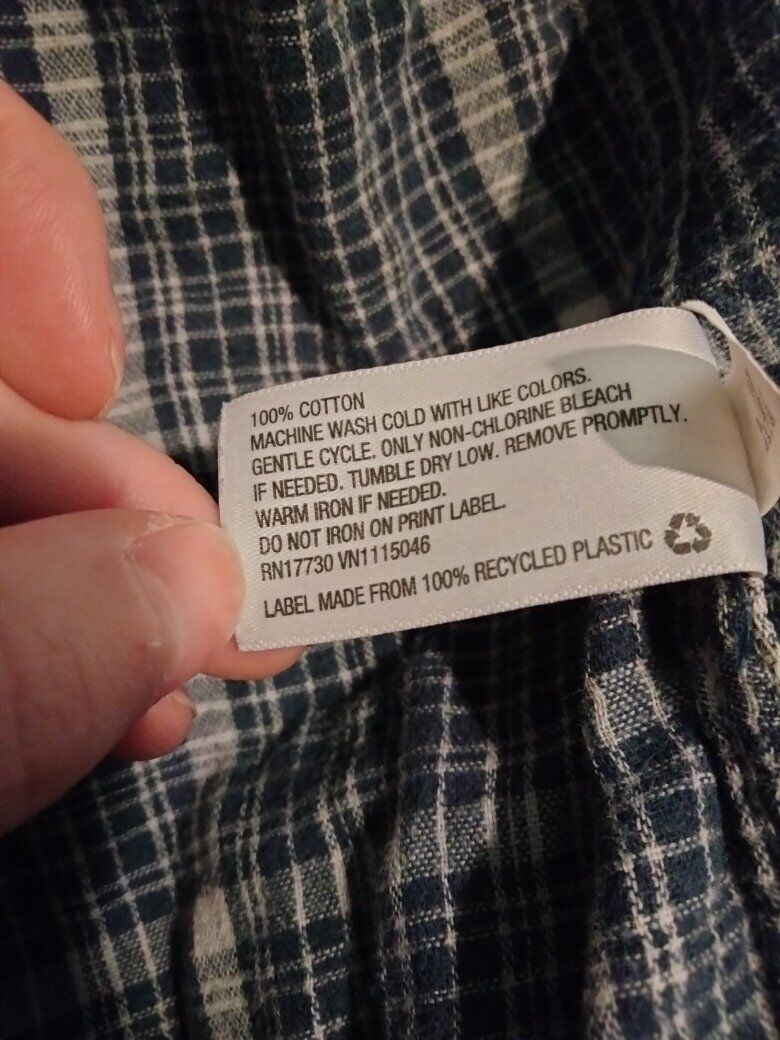 100% COTTON
MACHINE WASH COLD WITH LIKE COLORS.
GENTLE CYCLE. ONLY NON-CHLORINE BLEACH
IF NEEDED. TUMBLE DRY LOW. REMOVE PROMPTLY.
WARM IRON IF NEEDED.
DO NOT IRON ON PRINT LABEL.
RN17730 VN1115046
LABEL MADE FROM 100% RECYCLED PLASTIC